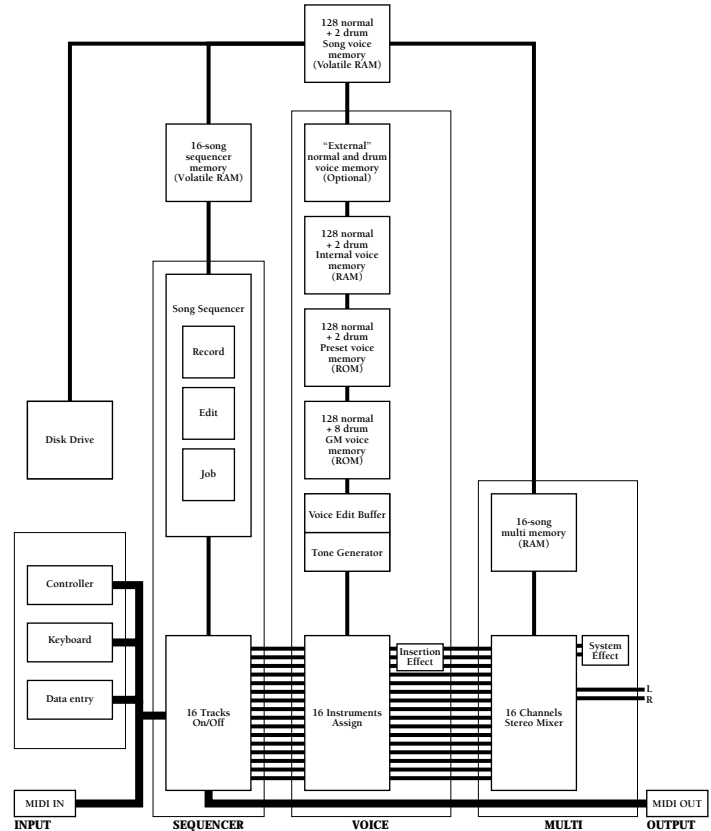 128 normal
+ 2 drum
Song voice
memory
(Volatile RAM)
16-song
sequencer
memory
(Volatile RAM)
“External”
normal and drum
voice memory
(Optional)
128 normal
+ 2 drum
Internal voice
memory
(RAM)
Song Sequencer
Record
Edit
Job
128 normal
+ 2 drum
Preset voice
memory
(ROM)
128 normal
+ 8 drum
GM voice
memory
(ROM)
Disk Drive
Voice Edit Buffer
Tone Generator
16-song
multi memory
(RAM)
Controller
Keyboard
Data entry
16 Tracks
On/Off
16 Instruments
Assign
Insertion
Effect
16 Channels
Stereo Mixer
System
Effect
L
R
MIDI IN
MIDI OUT
INPUT
SEQUENCER
VOICE
MULTI
OUTPUT